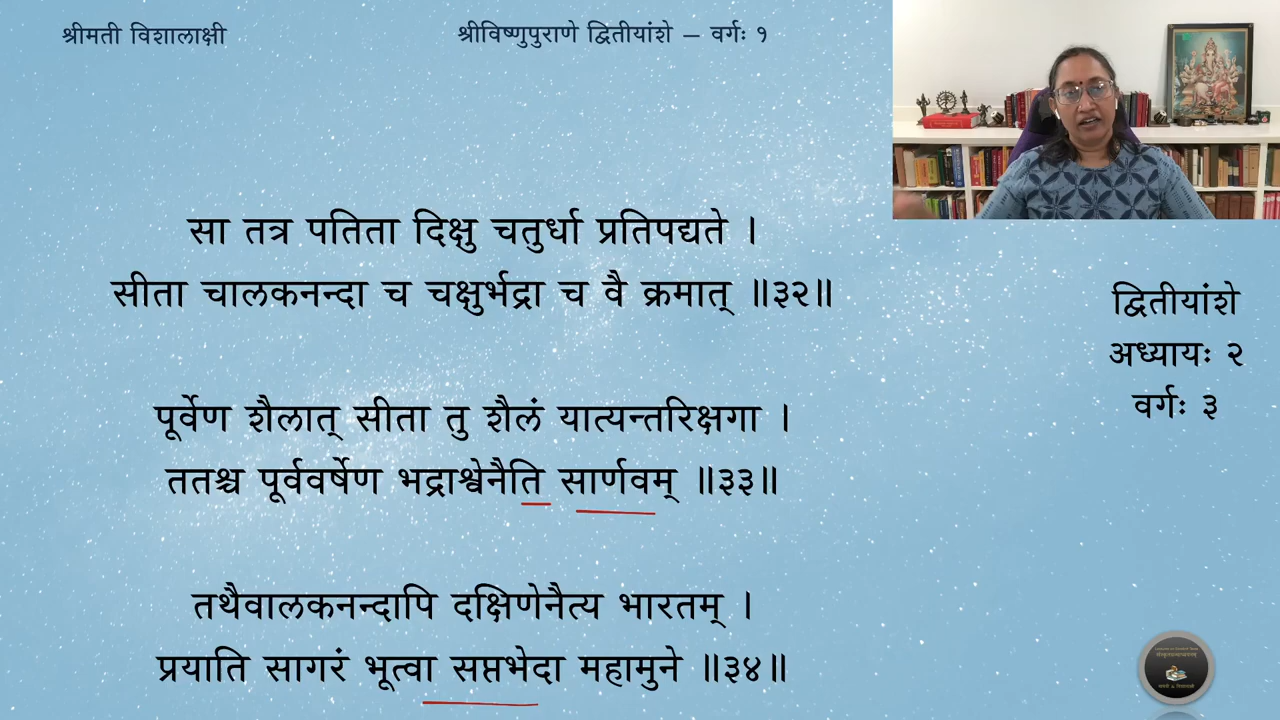 श्रीमती विशालाक्षी
श्रीविष्णुपुराणे द्वितीयांशे – वर्गः १
सा तत्र पतिता दिक्षु चतुर्धा प्रतिपद्यते ।
सीता चालकनन्दा च चक्षुर्भद्रा च वै क्रमात् ॥३२॥
पूर्वेण शैलात् सीता तु शैलं यात्यन्तरिक्षगा ।
ततश्च पूर्ववर्षेण भद्राश्वेनैति सार्णवम् ॥३३॥
तथैवालकनन्दापि दक्षिणेनैत्य भारतम् ।
प्रयाति सागरं भूत्वा सप्तभेदा महामुने ॥३४॥
द्वितीयांशे
अध्यायः २
वर्गः ३